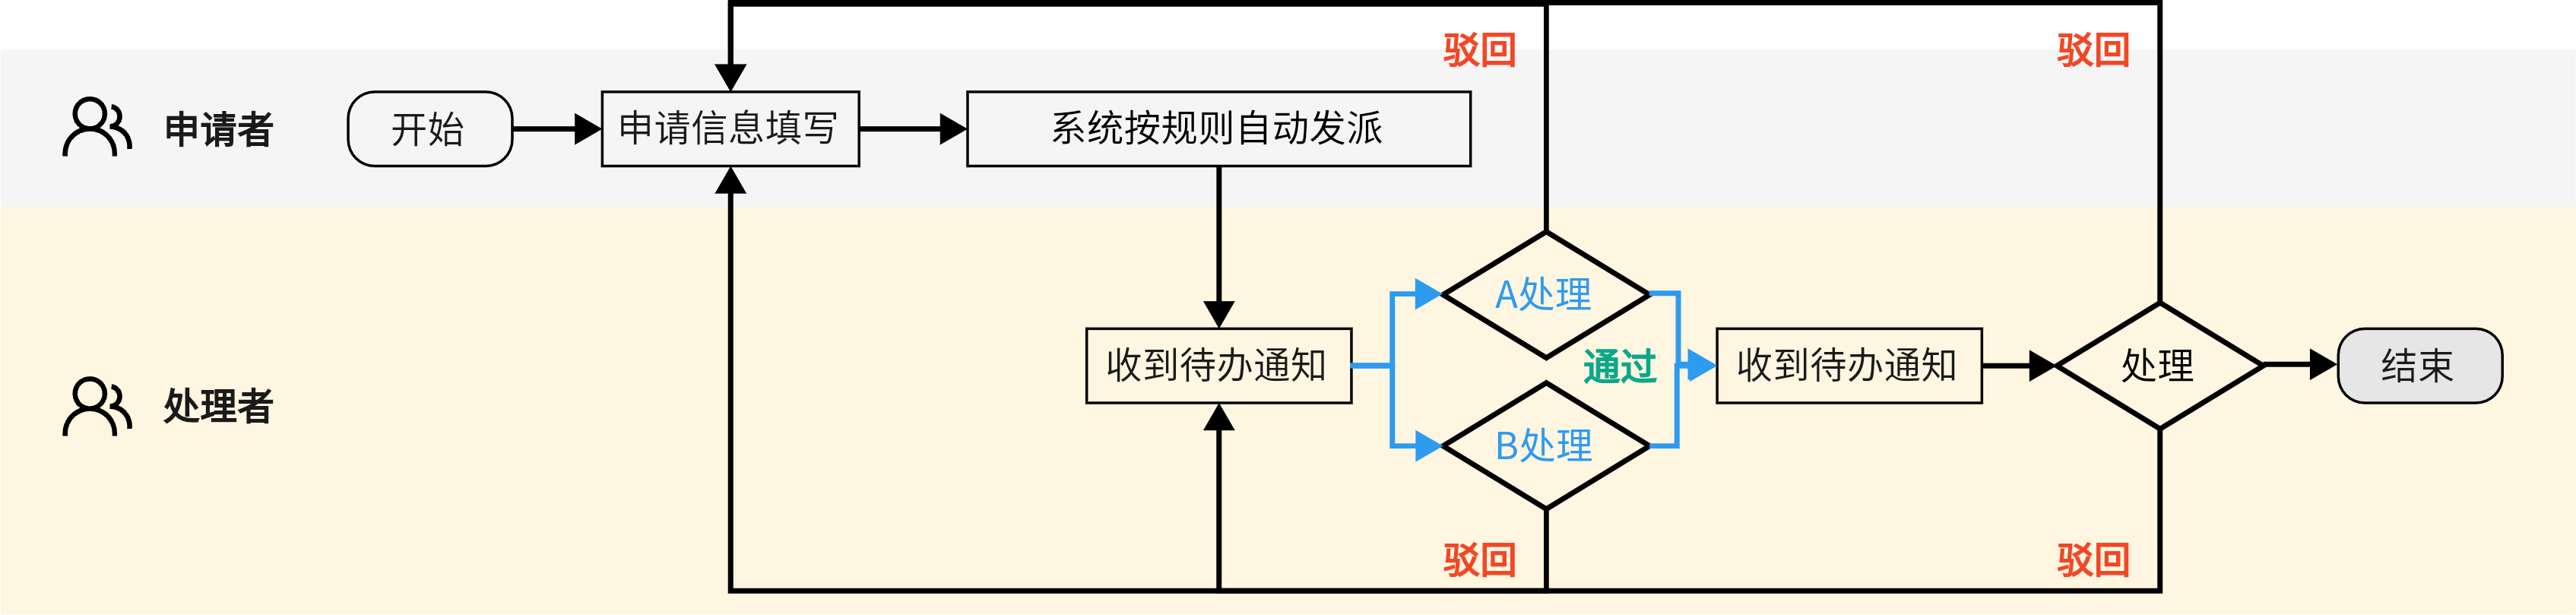 驳回
驳回
申请者
开始
申请信息填写
系统按规则自动发派
A处理
收到待办通知
通过
收到待办通知
处理
结束
处理者
B处理
驳回
驳回